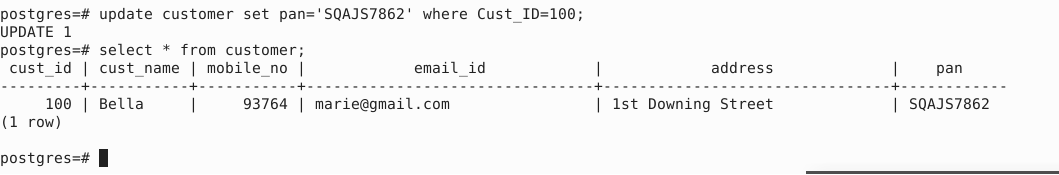 postgres=# update customer set pan='SQAJS7862' where Cust_ID=100;
UPDATE 1
postgres=# select * from customer;
 cust_id | cust_name | mobile_no |            email_id            |            address             |    pan
---------+-----------+-----------+--------------------------------+--------------------------------+------------
     100 | Bella     |     93764 | marie@gmail.com                | 1st Downing Street             | SQAJS7862
(1 row)
postgres=#